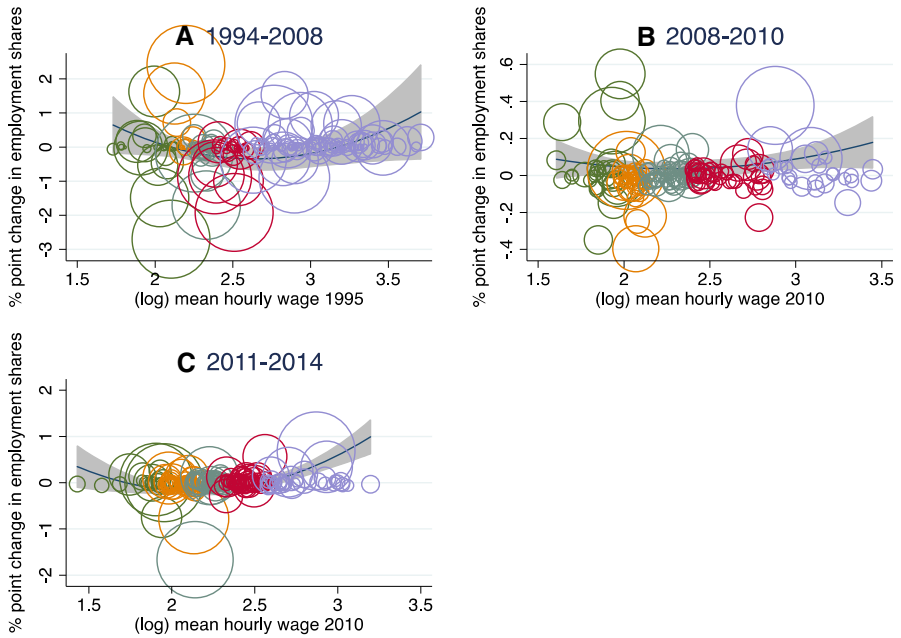 A 1994-2008
% point change in employment shares
2
1
0
-1
-2
-3
1.5 2 2.5 3 3.5
(log) mean hourly wage 1995
B 2008-2010
% point change in employment shares
.6
.4
.2
0
-.2
-.4
1.5 2 2.5 3 3.5
(log) mean hourly wage 2010
C 2011-2014
% point change in employment shares
2
1
0
-1
-2
1.5 2 2.5 3 3.5
(log) mean hourly wage 2010